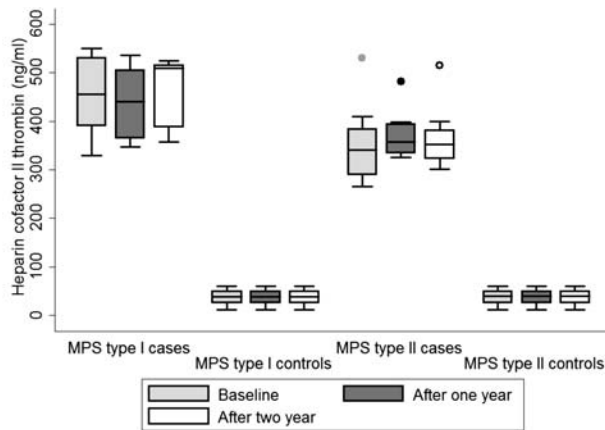 Heparin cofactor II thrombin (ng/ml)
600
500
400
300
200
100
0
MPS type I cases
MPS type I controls
MPS type II cases
MPS type II controls
Baseline
After one year
After two year